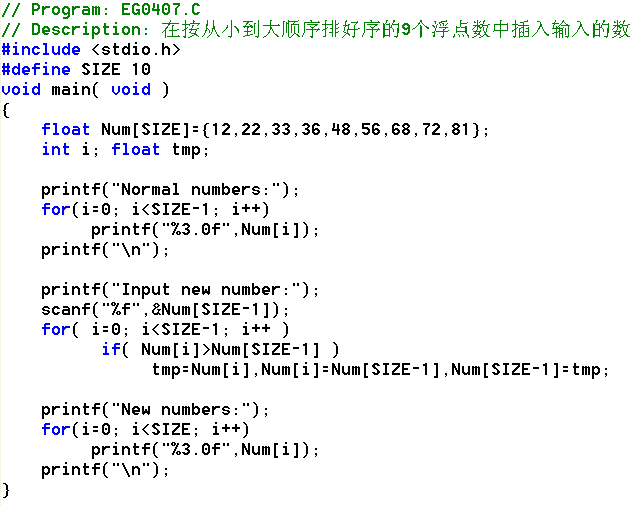 // Program: EG0407.C
// Description: 在按从小到大顺序排好序的9个浮点数中插入输入的数
#include <stdio.h>
#define SIZE 10
void main( void )
{
    float Num[SIZE]={12,22,33,36,48,56,68,72,81};
    int i; float tmp;

    printf("Normal numbers:");
    for(i=0; i<SIZE-1; i++)
         printf("%3.0f",Num[i]);
    printf("\n");

    printf("Input new number:");
    scanf("%f",&Num[SIZE-1]);
    for( i=0; i<SIZE-1; i++ )
          if( Num[i]>Num[SIZE-1] )
               tmp=Num[i],Num[i]=Num[SIZE-1],Num[SIZE-1]=tmp;

    printf("New numbers:");
    for(i=0; i<SIZE; i++)
         printf("%3.0f",Num[i]);
    printf("\n");
}